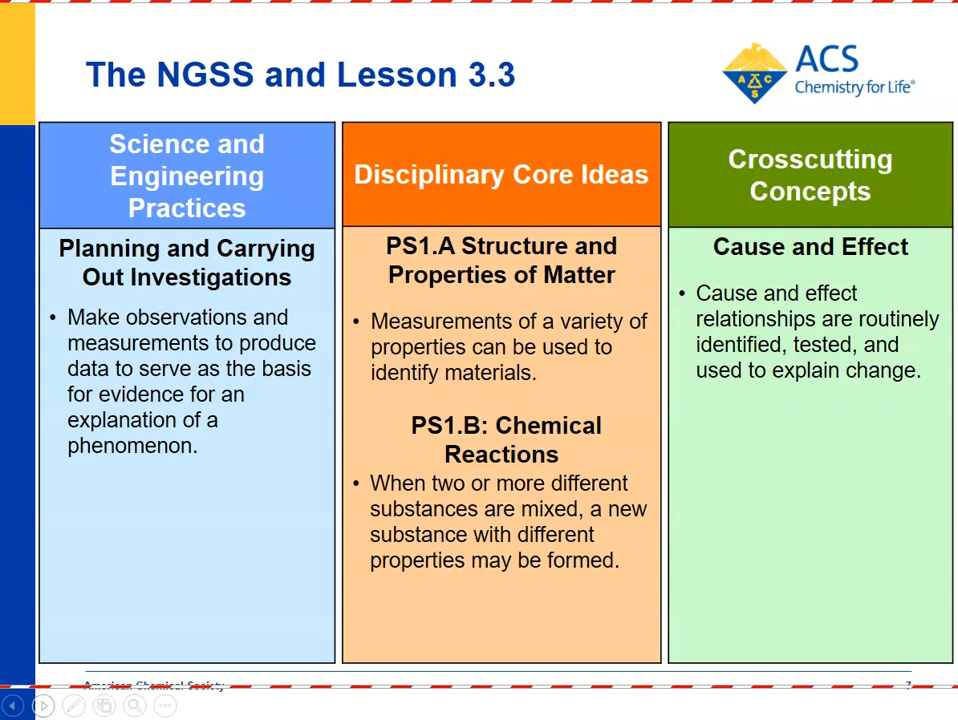 The NGSS and Lesson 3.3
ACS
Chemistry for Life®
A
C
S
Science and
Engineering
Practices
Disciplinary Core Ideas
Crosscutting
Concepts
Planning and Carrying
Out Investigations
• Make observations and
measurements to produce
data to serve as the basis
for evidence for an
explanation of a
phenomenon.
PS1.A Structure and
Properties of Matter
• Measurements of a variety of
properties can be used to
identify materials.
PS1.B: Chemical
Reactions
• When two or more different
substances are mixed, a new
substance with different
properties may be formed.
Cause and Effect
• Cause and effect
relationships are routinely
identified, tested, and
used to explain change.
American Chemical Society
7